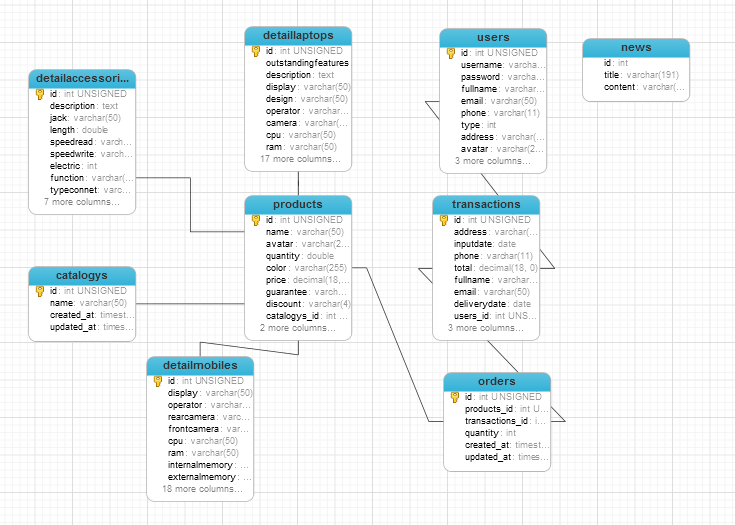 detailaccessori...
id: int UNSIGNED
description: text
jack: varchar(50)
length: double
speedread: varch...
speedwrite: varch...
electric: int
function: varchar(...
typeconnet: varc...
7 more columns...
detaillaptops
id: int UNSIGNED
outstandingfeatures
description: text
display: varchar(50)
design: varchar(50)
operator: varchar...
camera: varchar(...
cpu: varchar(50)
ram: varchar(50)
17 more columns...
users
id: int UNSIGNED
username: varcha...
password: varcha...
fullname: varchar...
email: varchar(50)
phone: varchar(11)
type: int
address: varchar(...
avatar: varchar(2...
3 more columns...
news
id: int
title: varchar(191)
content: varchar(...
products
id: int UNSIGNED
name: varchar(50)
avatar: varchar(2...
quantity: double
color: varchar(255)
price: decimal(18,...
guarantee: varch...
discount: varchar(4)
catalogys_id: int ...
2 more columns...
transactions
id: int UNSIGNED
address: varchar(...
inputdate: date
phone: varchar(11)
total: decimal(18, 0)
fullname: varchar...
email: varchar(50)
deliverydate: date
users_id: int UNS...
3 more columns...
catalogys
id: int UNSIGNED
name: varchar(50)
created_at: timest...
updated_at: times...
detailmobiles
id: int UNSIGNED
display: varchar(50)
operator: varchar...
rearcamera: varc...
frontcamera: varc...
cpu: varchar(50)
ram: varchar(50)
internalmemory: ...
externalmemory: ...
18 more columns...
orders
id: int UNSIGNED
products_id: int U...
transactions_id: i...
quantity: int
created_at: timest...
updated_at: times...